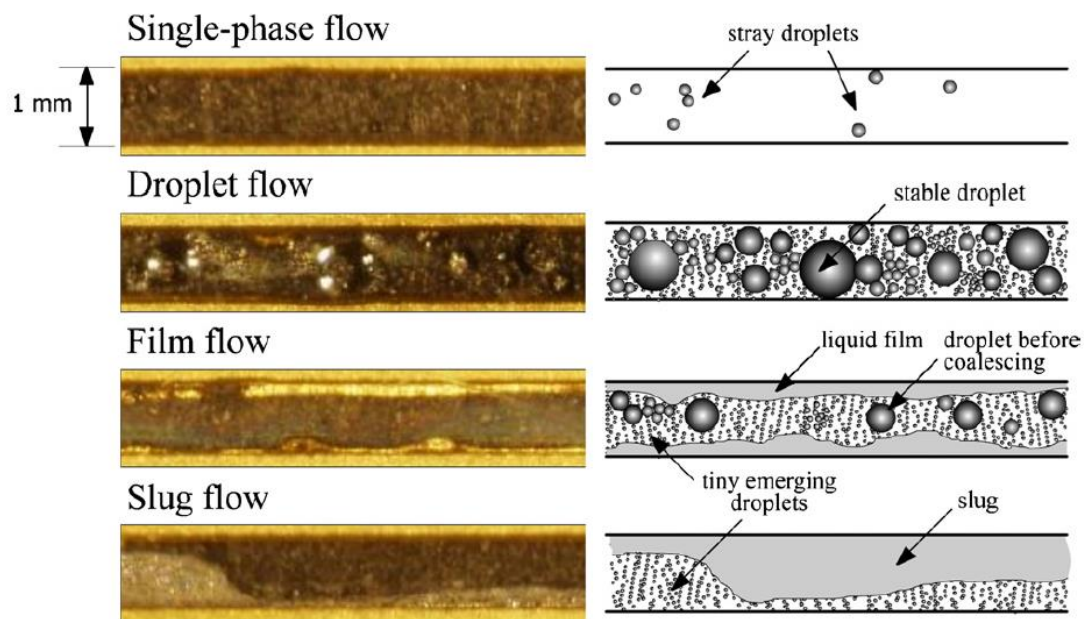 Single-phase flow
stray droplets
1 mm
Droplet flow
stable droplet
Film flow
liquid film
droplet before
coalescing
Slug flow
tiny emerging
droplets
slug